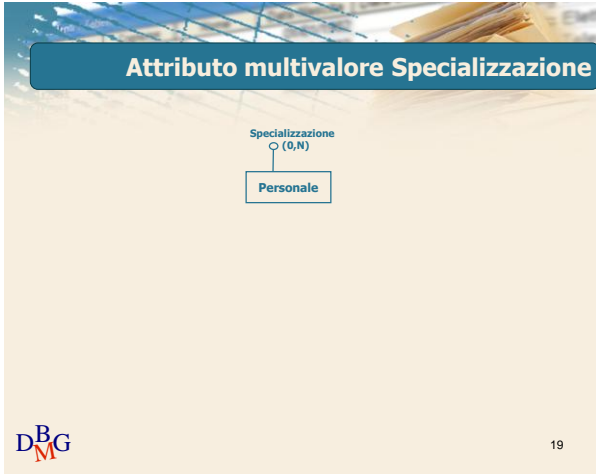 Attributo multivalore Specializzazione
Specializzazione
(0,N)
Personale
DBMG
19